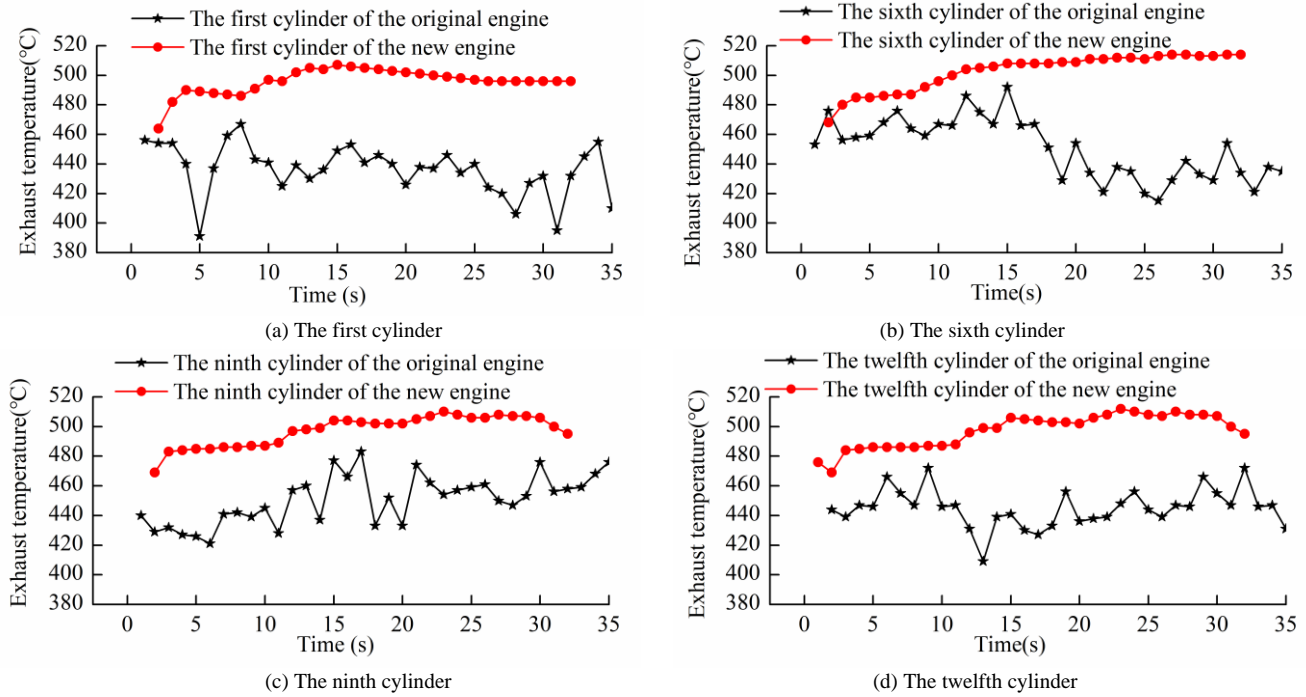 The first cylinder of the original engine
The first cylinder of the new engine
520
500
480
460
440
420
400
380
Exhaust temperature(°C)
0 5 10 15 20 25 30 35
Time (s)
(a) The first cylinder
The sixth cylinder of the original engine
The sixth cylinder of the new engine
520
500
480
460
440
420
400
380
Exhaust temperature(°C)
0 5 10 15 20 25 30 35
Time(s)
(b) The sixth cylinder
The ninth cylinder of the original engine
The ninth cylinder of the new engine
520
500
480
460
440
420
400
380
Exhaust temperature(°C)
0 5 10 15 20 25 30 35
Time (s)
(c) The ninth cylinder
The twelfth cylinder of the original engine
The twelfth cylinder of the new engine
520
500
480
460
440
420
400
380
Exhaust temperature(°C)
0 5 10 15 20 25 30 35
Time(s)
(d) The twelfth cylinder